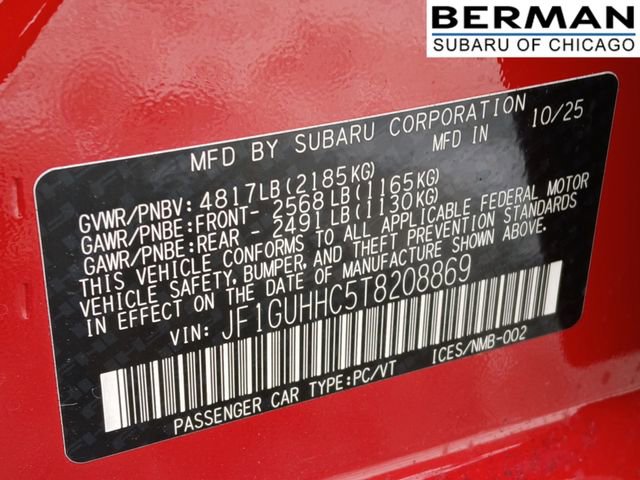 BERMAN
SUBARU OF CHICAGO
MFD BY SUBARU CORPORATION 10/25
MFD IN
GVWR/PNBV: 4817LB(2185KG)
GAWR/PNBE:FRONT- 2568LB(1165KG)
GAWR/PNBE:REAR - 2491LB(1130KG)
THIS VEHICLE CONFORMS TO ALL APPLICABLE FEDERAL MOTOR
VEHICLE SAFETY,BUMPER, AND THEFT PREVENTION STANDARDS
IN EFFECT ON THE DATE OF MANUFACTURE SHOWN ABOVE.
VIN: JF1GUHHC5T8208869
PASSENGER CAR TYPE:PC/VT ICES/NMB-002